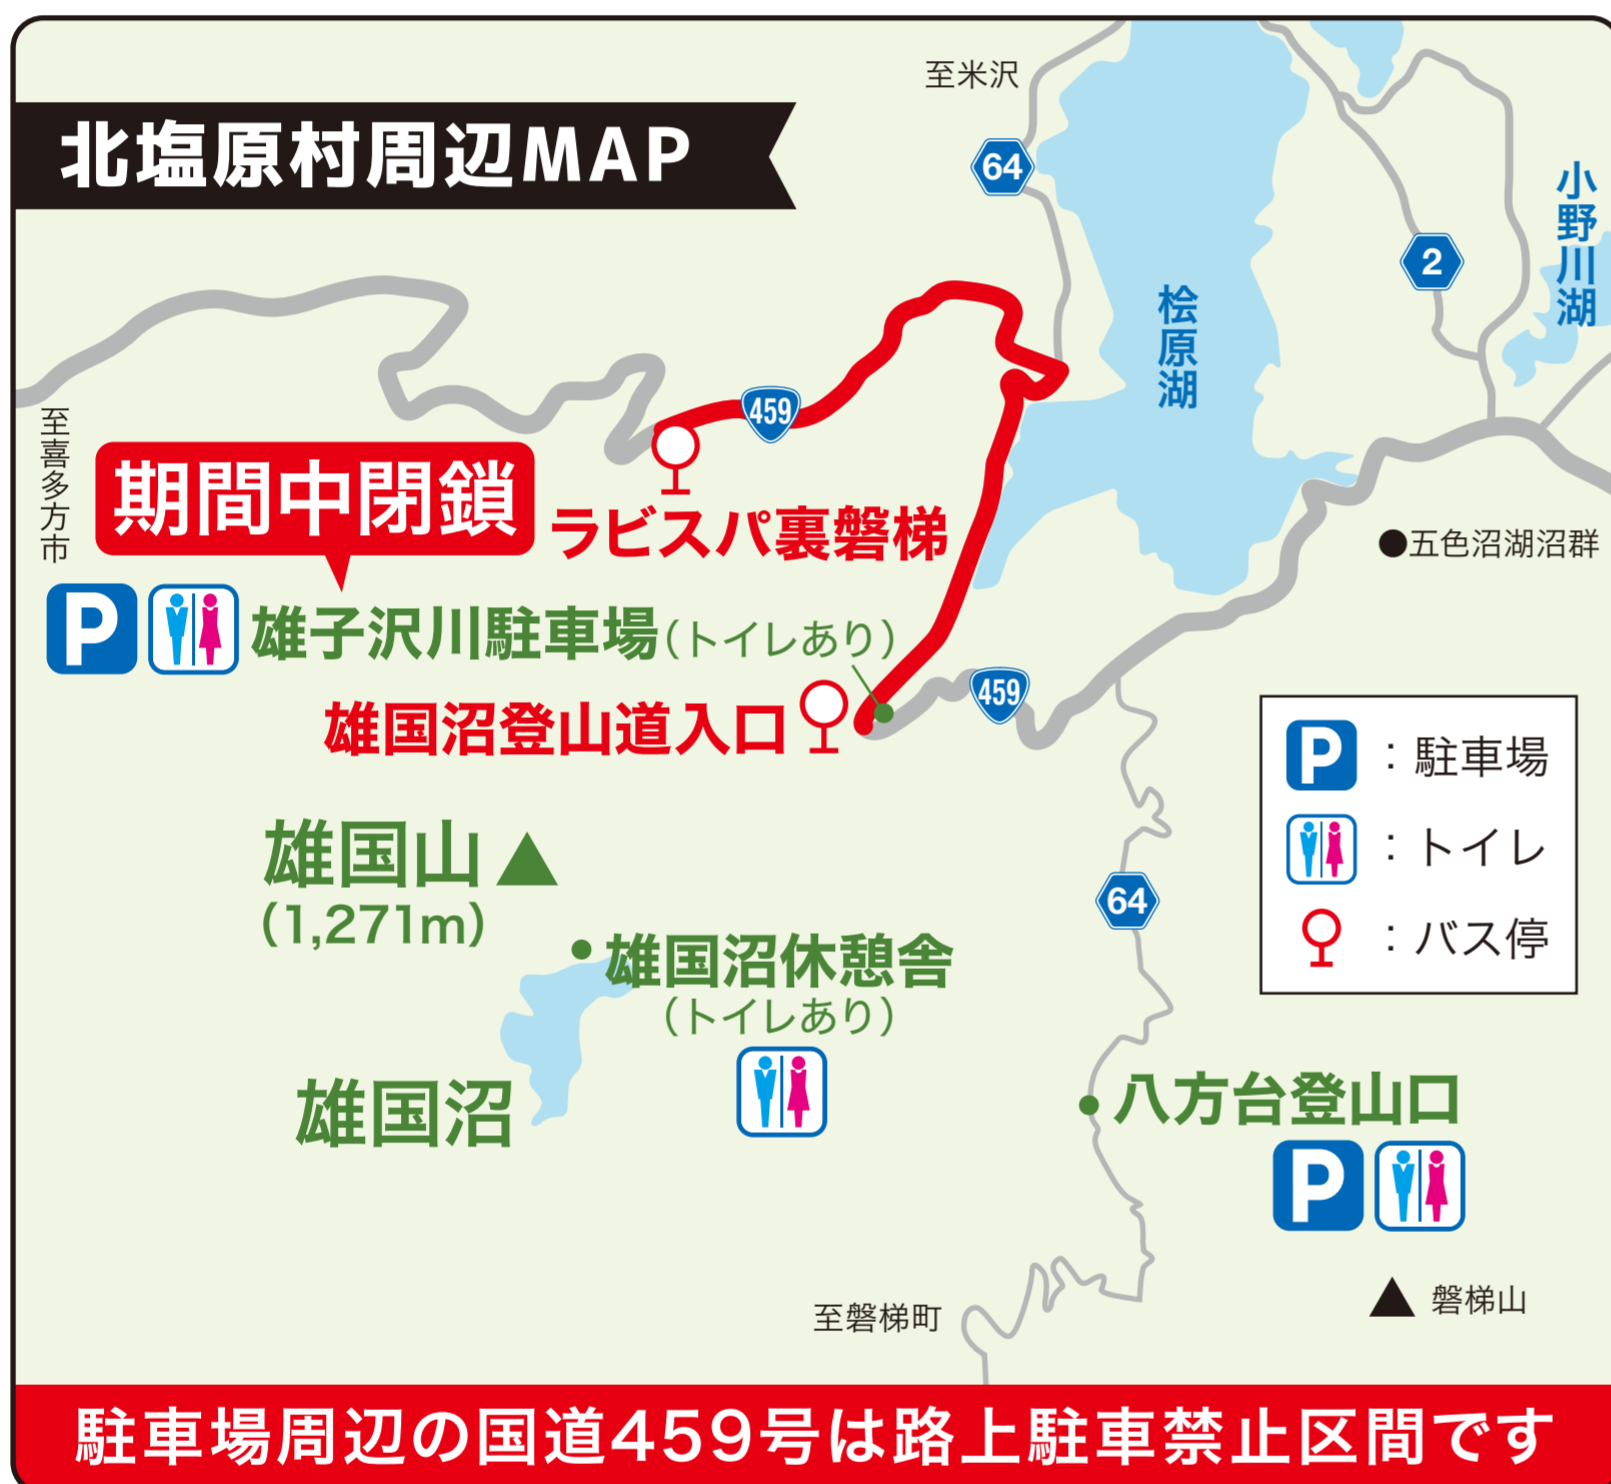 至米沢
北塩原村周辺MAP
64
2
小野川湖
桧原湖
459
至喜多方市
期間中閉鎖
ラビスパ裏磐梯
●五色沼湖沼群
P
雄子沢川駐車場(トイレあり)
459
雄国沼登山道入口
P:駐車場
:トイレ
:バス停
雄国山▲
(1,271m)
64
雄国沼休憩舎
(トイレあり)
雄国沼
八方台登山口
P
▲ 磐梯山
至磐梯町
駐車場周辺の国道459号は路上駐車禁止区間です